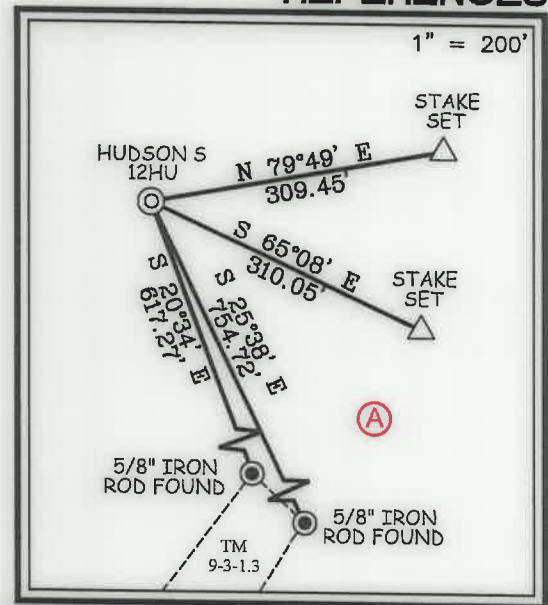 REFERENCES
1" = 200'
STAKE
SET
HUDSON S
12HU
N 79°49' E
309.45'
S 65°08' E
310.05'
STAKE
SET
S 20°34' E
617.27'
S 25°38' E
754.72'
A
5/8" IRON
ROD FOUND
5/8" IRON
ROD FOUND
TM
9-3-1.3